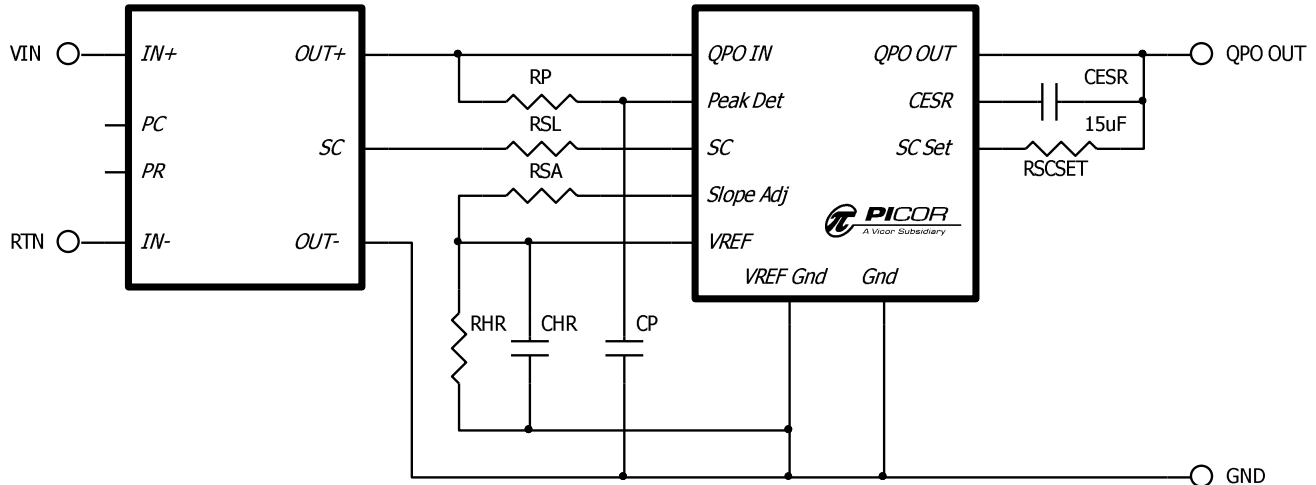 VIN
IN+
OUT+
QPO IN
QPO OUT
QPO OUT
RP
Peak Det
CESR
CESR
15uF
PC
PR
SC
RSL
SC
SC Set
RSCSET
RSA
Slope Adj
PICOR
A Vicor Subsidiary
RTN
IN-
OUT-
VREF
VREF Gnd
Gnd
RHR
CHR
CP
GND